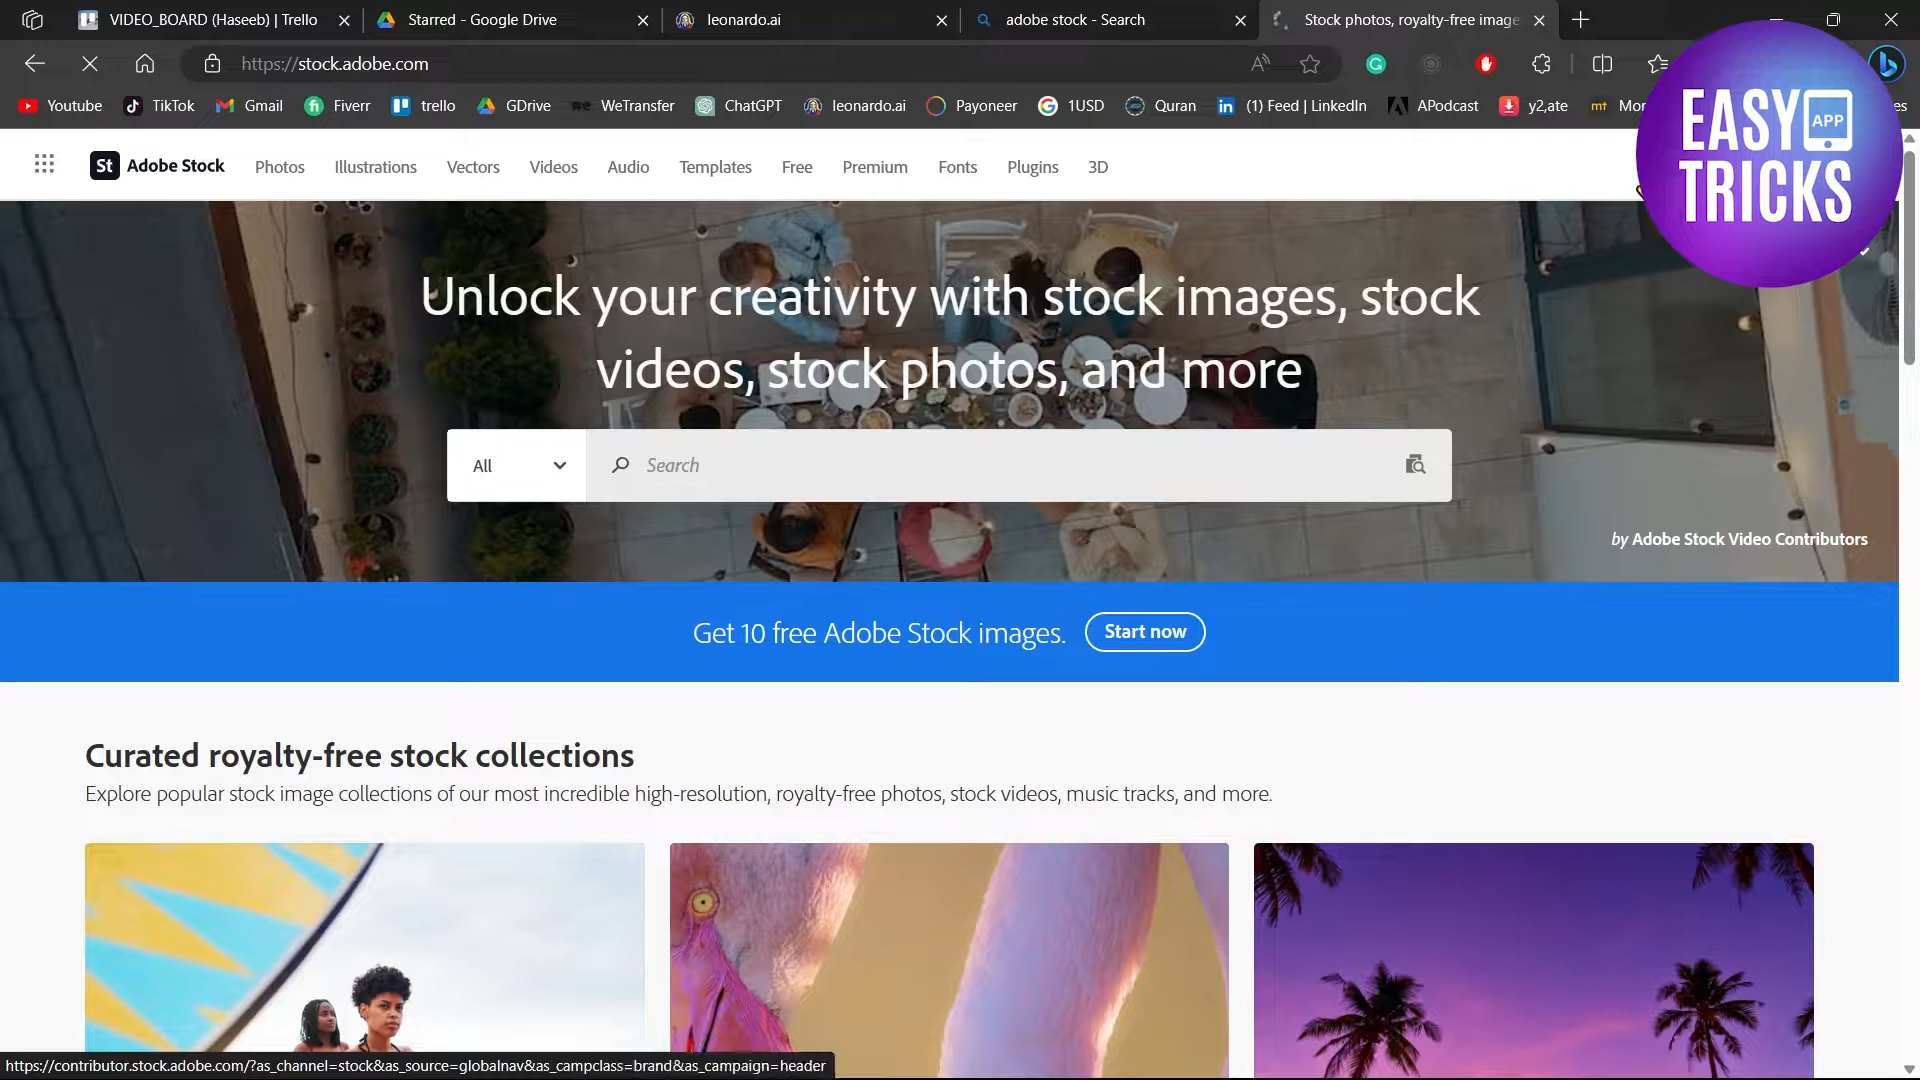 VIDEO_BOARD (Haseeb) | Trello
Starred - Google Drive
leonardo.ai
adobe stock - Search
Stock photos, royalty-free image
https://stock.adobe.com
Youtube TikTok Gmail Fiverr trello GDrive WeTransfer ChatGPT leonardo.ai Payoneer 1USD Quran (1) Feed | LinkedIn APodcast y2,ate Mor es
EASY APP
TRICKS
St Adobe Stock Photos Illustrations Vectors Videos Audio Templates Free Premium Fonts Plugins 3D
Unlock your creativity with stock images, stock
videos, stock photos, and more
All Search
by Adobe Stock Video Contributors
Get 10 free Adobe Stock images. Start now
Curated royalty-free stock collections
Explore popular stock image collections of our most incredible high-resolution, royalty-free photos, stock videos, music tracks, and more.
https://contributor.stock.adobe.com/?as_channel=stock&as_source=globalnav&as_campclass=brand&as_campaign=header